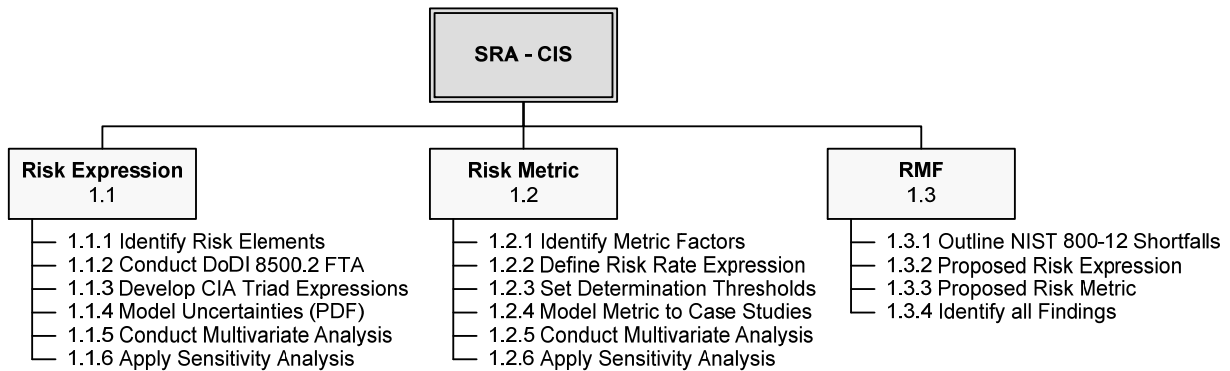 SRA - CIS
Risk Expression
1.1
1.1.1 Identify Risk Elements
1.1.2 Conduct DoDI 8500.2 FTA
1.1.3 Develop CIA Triad Expressions
1.1.4 Model Uncertainties (PDF)
1.1.5 Conduct Multivariate Analysis
1.1.6 Apply Sensitivity Analysis
Risk Metric
1.2
1.2.1 Identify Metric Factors
1.2.2 Define Risk Rate Expression
1.2.3 Set Determination Thresholds
1.2.4 Model Metric to Case Studies
1.2.5 Conduct Multivariate Analysis
1.2.6 Apply Sensitivity Analysis
RMF
1.3
1.3.1 Outline NIST 800-12 Shortfalls
1.3.2 Proposed Risk Expression
1.3.3 Proposed Risk Metric
1.3.4 Identify all Findings